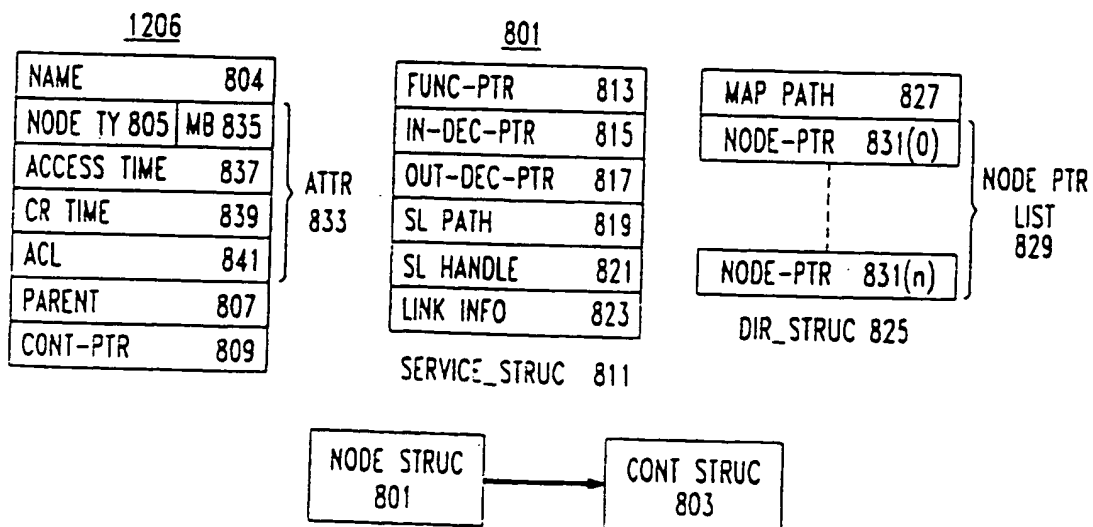 1206
NAME 804
NODE TY 805 MB 835
ACCESS TIME 837
CR TIME 839
ACL 841
PARENT 807
CONT-PTR 809
ATTR
833
801
FUNC-PTR 813
IN-DEC-PTR 815
OUT-DEC-PTR 817
SL PATH 819
SL HANDLE 821
LINK INFO 823
SERVICE_STRUC 811
MAP PATH 827
NODE-PTR 831(0)
NODE-PTR 831(n)
DIR_STRUC 825
NODE PTR
LIST
829
NODE STRUC
801
CONT STRUC
803